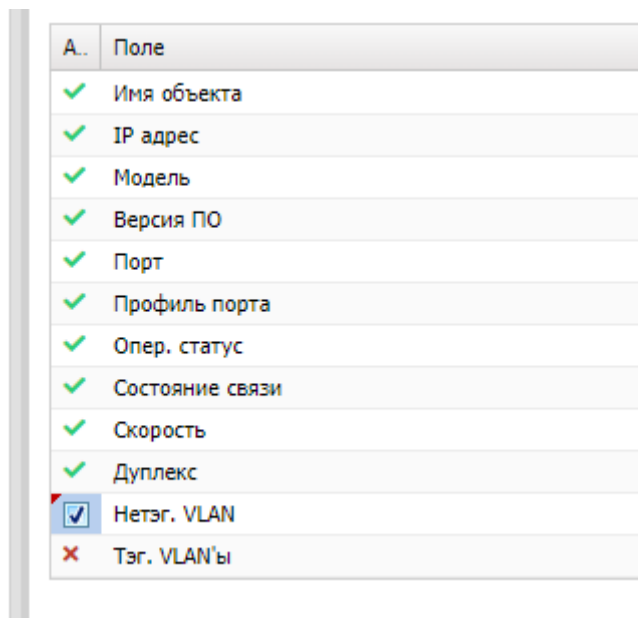 А.. Поле
Имя объекта
IP адрес
Модель
Версия ПО
Порт
Профиль порта
Опер. статус
Состояние связи
Скорость
Дуплекс
Нетэг. VLAN
Тэг. VLAN'ы